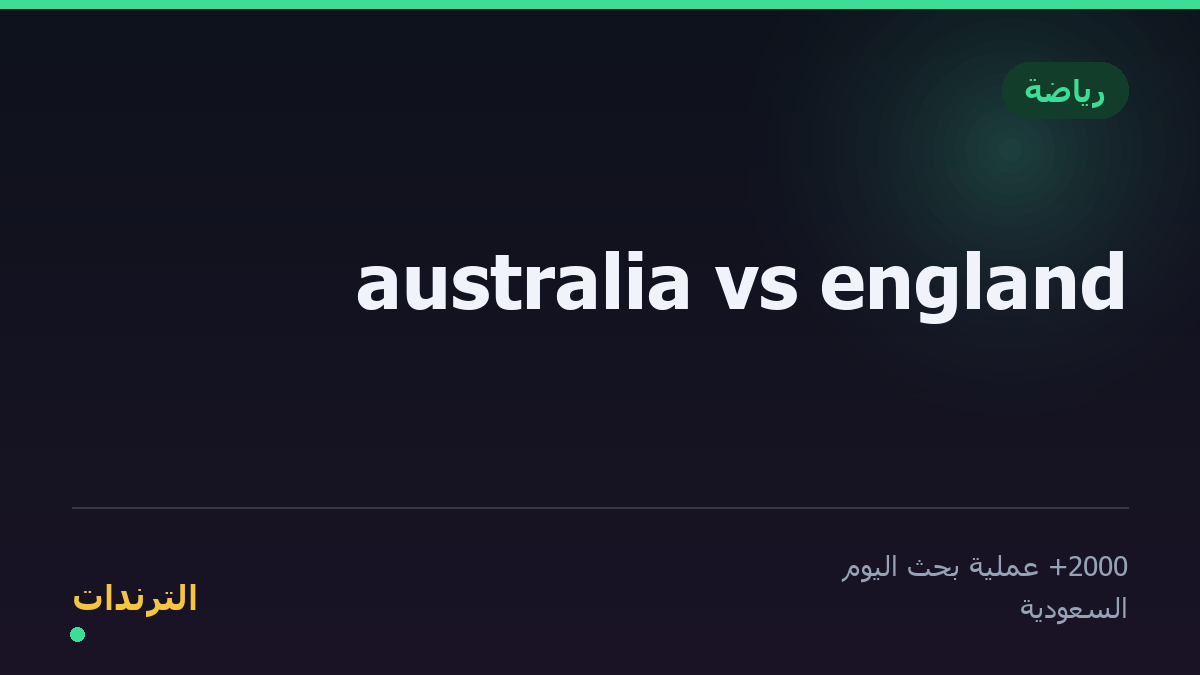 رياضة
australia vs england
+2000 عملية بحث اليوم
السعودية
الترندات